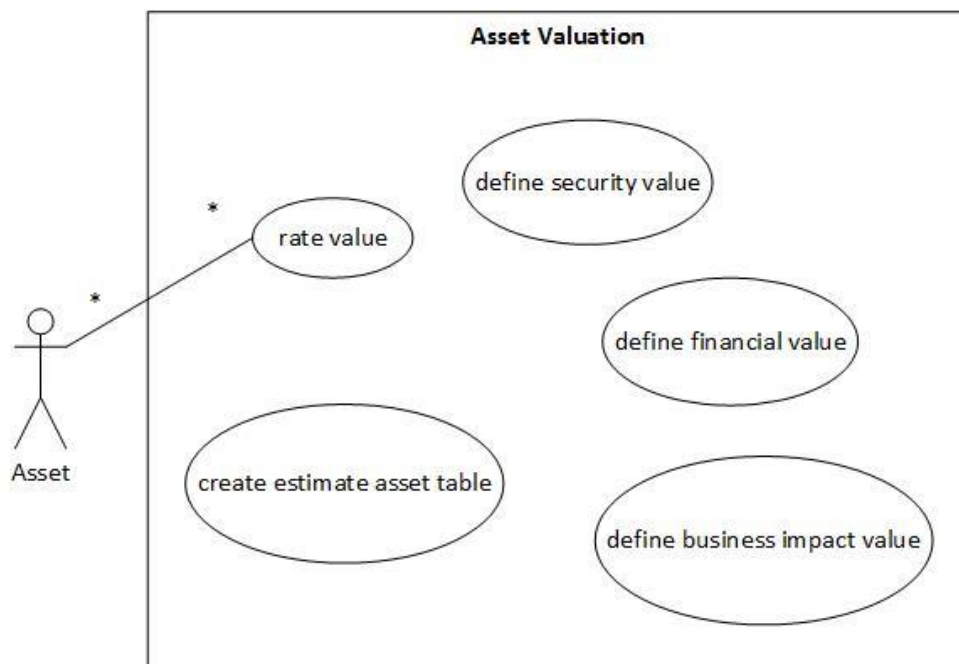 Asset Valuation
define security value
*
rate value
*
define financial value
Asset
create estimate asset table
define business impact value